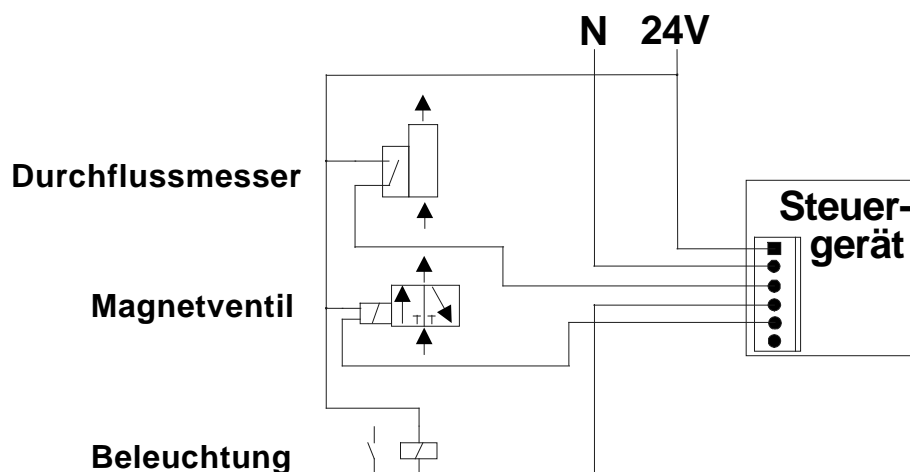 N 24V
Durchflussmesser
Steuer-
gerät
Magnetventil
Beleuchtung